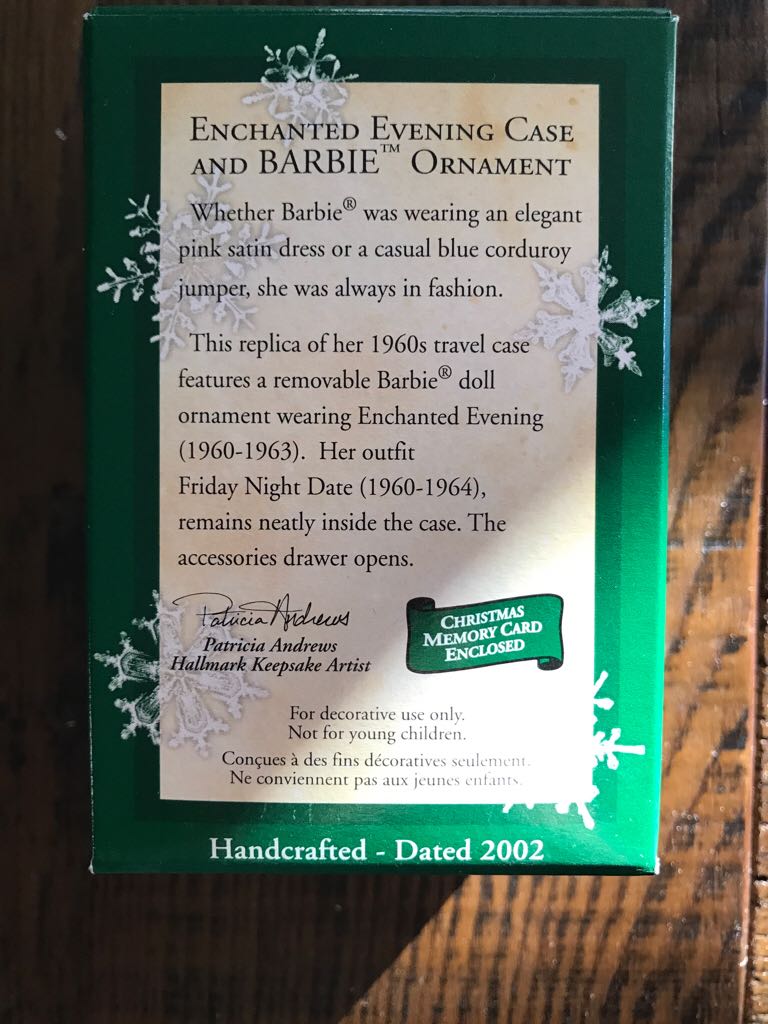 ENCHANTED EVENING CASE
AND BARBIE™ ORNAMENT
Whether Barbie® was wearing an elegant
pink satin dress or a casual blue corduroy
jumper, she was always in fashion.
This replica of her 1960s travel case
features a removable Barbie® doll
ornament wearing Enchanted Evening
(1960-1963). Her outfit
Friday Night Date (1960-1964),
remains neatly inside the case. The
accessories drawer opens.
Patricia Andrews
Patricia Andrews
Hallmark Keepsake Artist
CHRISTMAS
MEMORY CARD
ENCLOSED
For decorative use only.
Not for young children.
Conçues à des fins décoratives seulement.
Ne conviennent pas aux jeunes enfants.
Handcrafted - Dated 2002